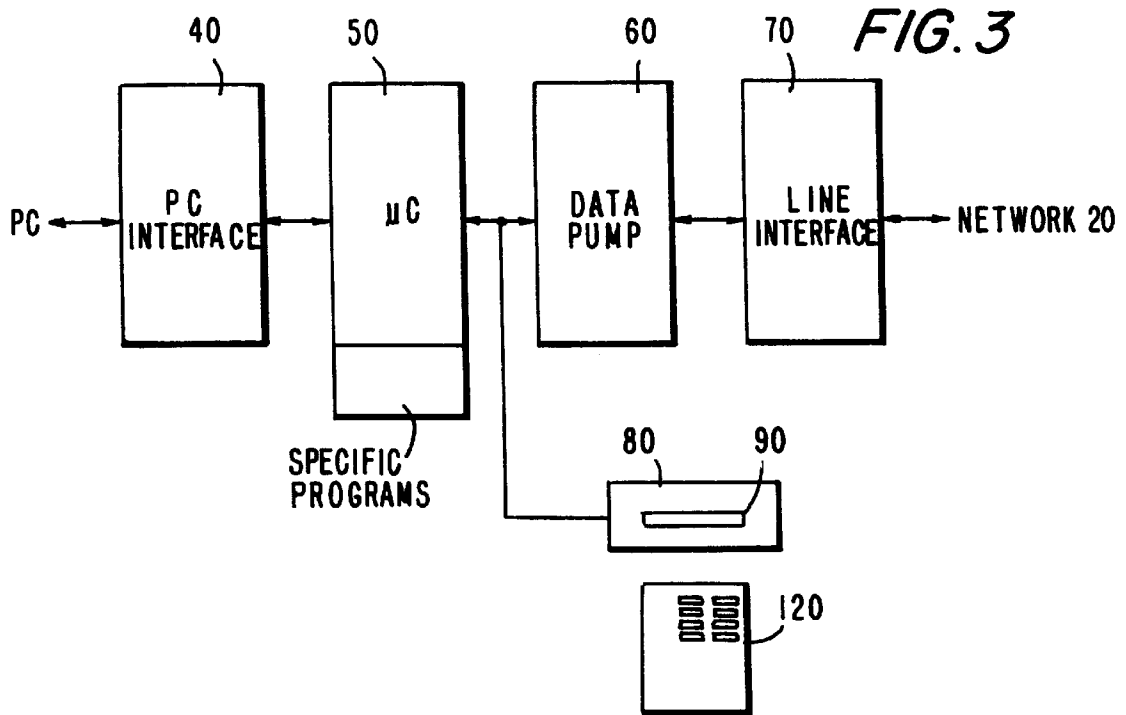 FIG. 3
40
50
60
70
PC
PC
INTERFACE
μC
DATA
PUMP
LINE
INTERFACE
NETWORK 20
SPECIFIC
PROGRAMS
80
90
120